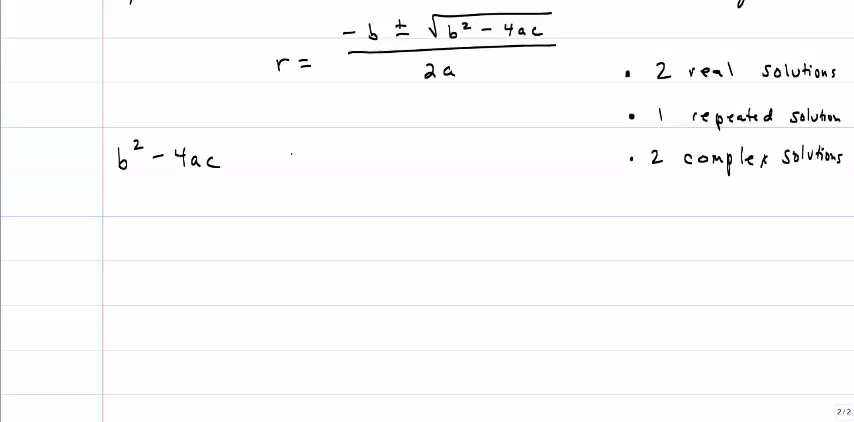 r = (-b ± √(b² - 4ac)) / 2a
• 2 real solutions
• 1 repeated solution
b² - 4ac
• 2 complex solutions
2/2